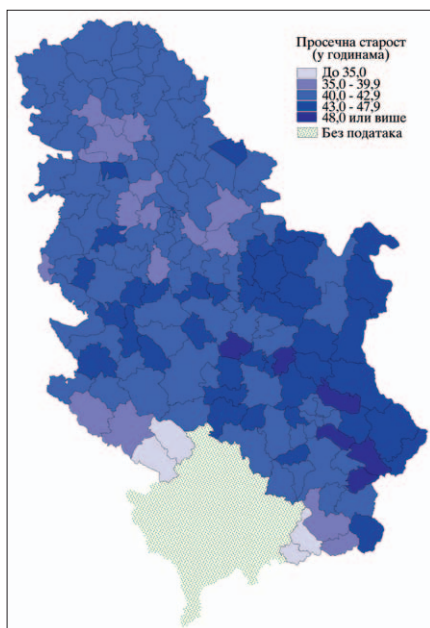 Просечна старост
(у годинама)
До 35,0
35,0 - 39,9
40,0 - 42,9
43,0 - 47,9
48,0 или више
Без података